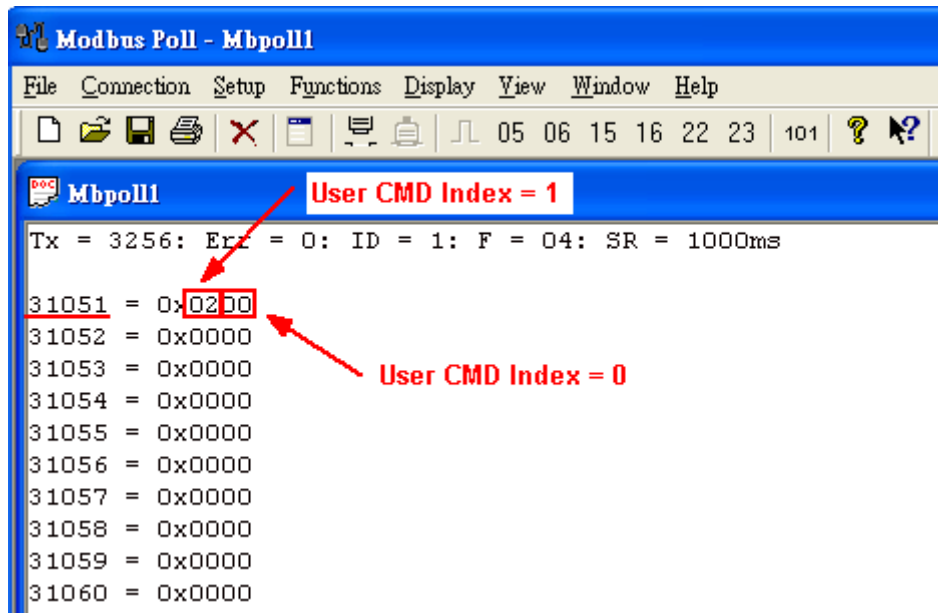 Modbus Poll - Mbpoll1
File Connection Setup Functions Display View Window Help
05 06 15 16 22 23 101
DOC Mbpoll1
User CMD Index = 1
Tx = 3256: Err = 0: ID = 1: F = 04: SR = 1000ms
31051 = 0x0200
31052 = 0x0000
31053 = 0x0000
User CMD Index = 0
31054 = 0x0000
31055 = 0x0000
31056 = 0x0000
31057 = 0x0000
31058 = 0x0000
31059 = 0x0000
31060 = 0x0000